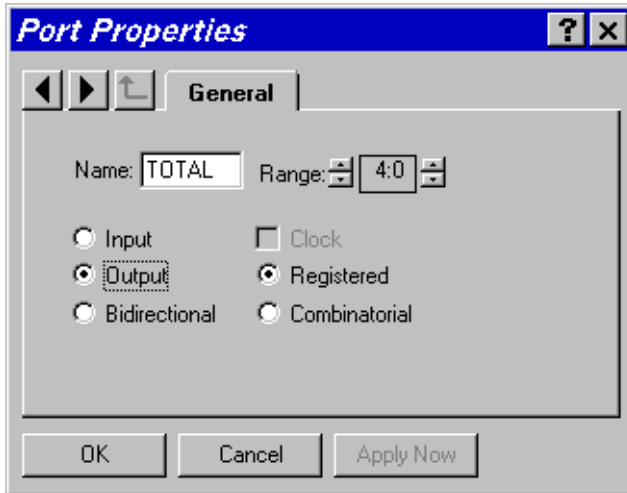 Port Properties ? ×
General
Name: TOTAL Range: 4:0
Input Clock
Output Registered
Bidirectional Combinatorial
OK Cancel Apply Now